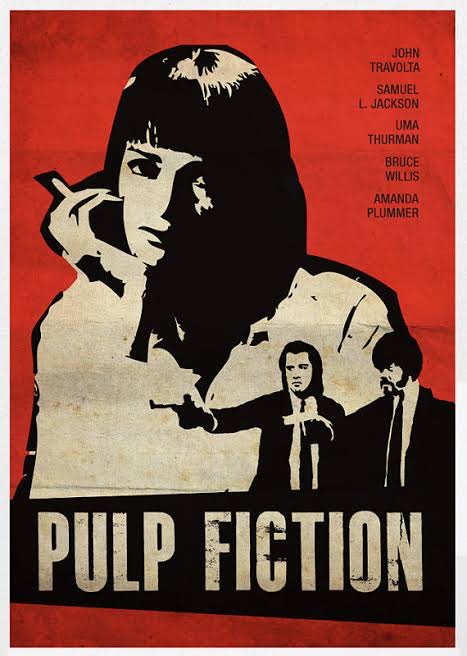 JOHN
TRAVOLTA
SAMUEL
L. JACKSON
UMA
THURMAN
BRUCE
WILLIS
AMANDA
PLUMMER
PULP FICTION